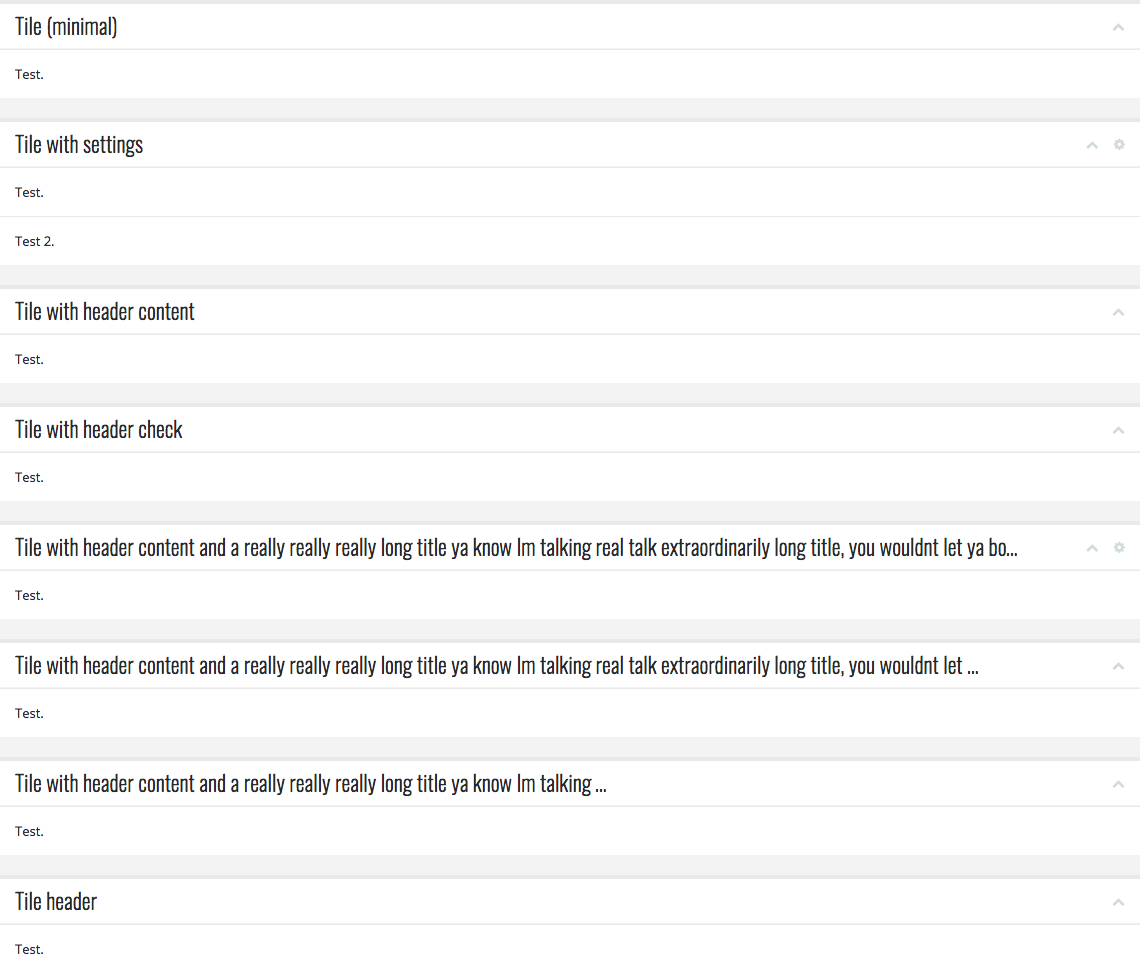 Tile (minimal)
Test.
Tile with settings
Test.
Test 2.
Tile with header content
Test.
Tile with header check
Test.
Tile with header content and a really really really long title ya know Im talking real talk extraordinarily long title, you wouldnt let ya bo...
Test.
Tile with header content and a really really really long title ya know Im talking real talk extraordinarily long title, you wouldnt let ...
Test.
Tile with header content and a really really really long title ya know Im talking ...
Test.
Tile header
Test.